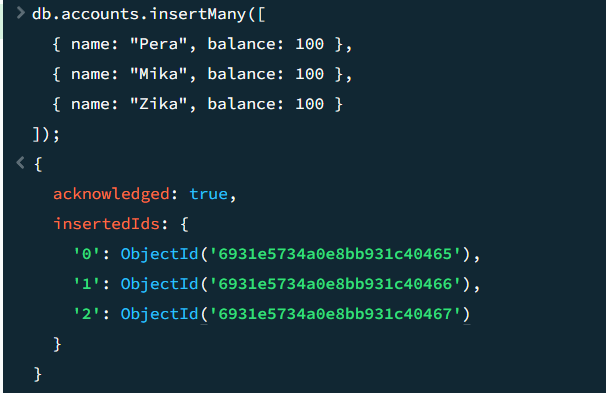 > db.accounts.insertMany([
    { name: "Pera", balance: 100 },
    { name: "Mika", balance: 100 },
    { name: "Zika", balance: 100 }
  ]);
< {
    acknowledged: true,
    insertedIds: {
      '0': ObjectId('6931e5734a0e8bb931c40465'),
      '1': ObjectId('6931e5734a0e8bb931c40466'),
      '2': ObjectId('6931e5734a0e8bb931c40467')
    }
  }